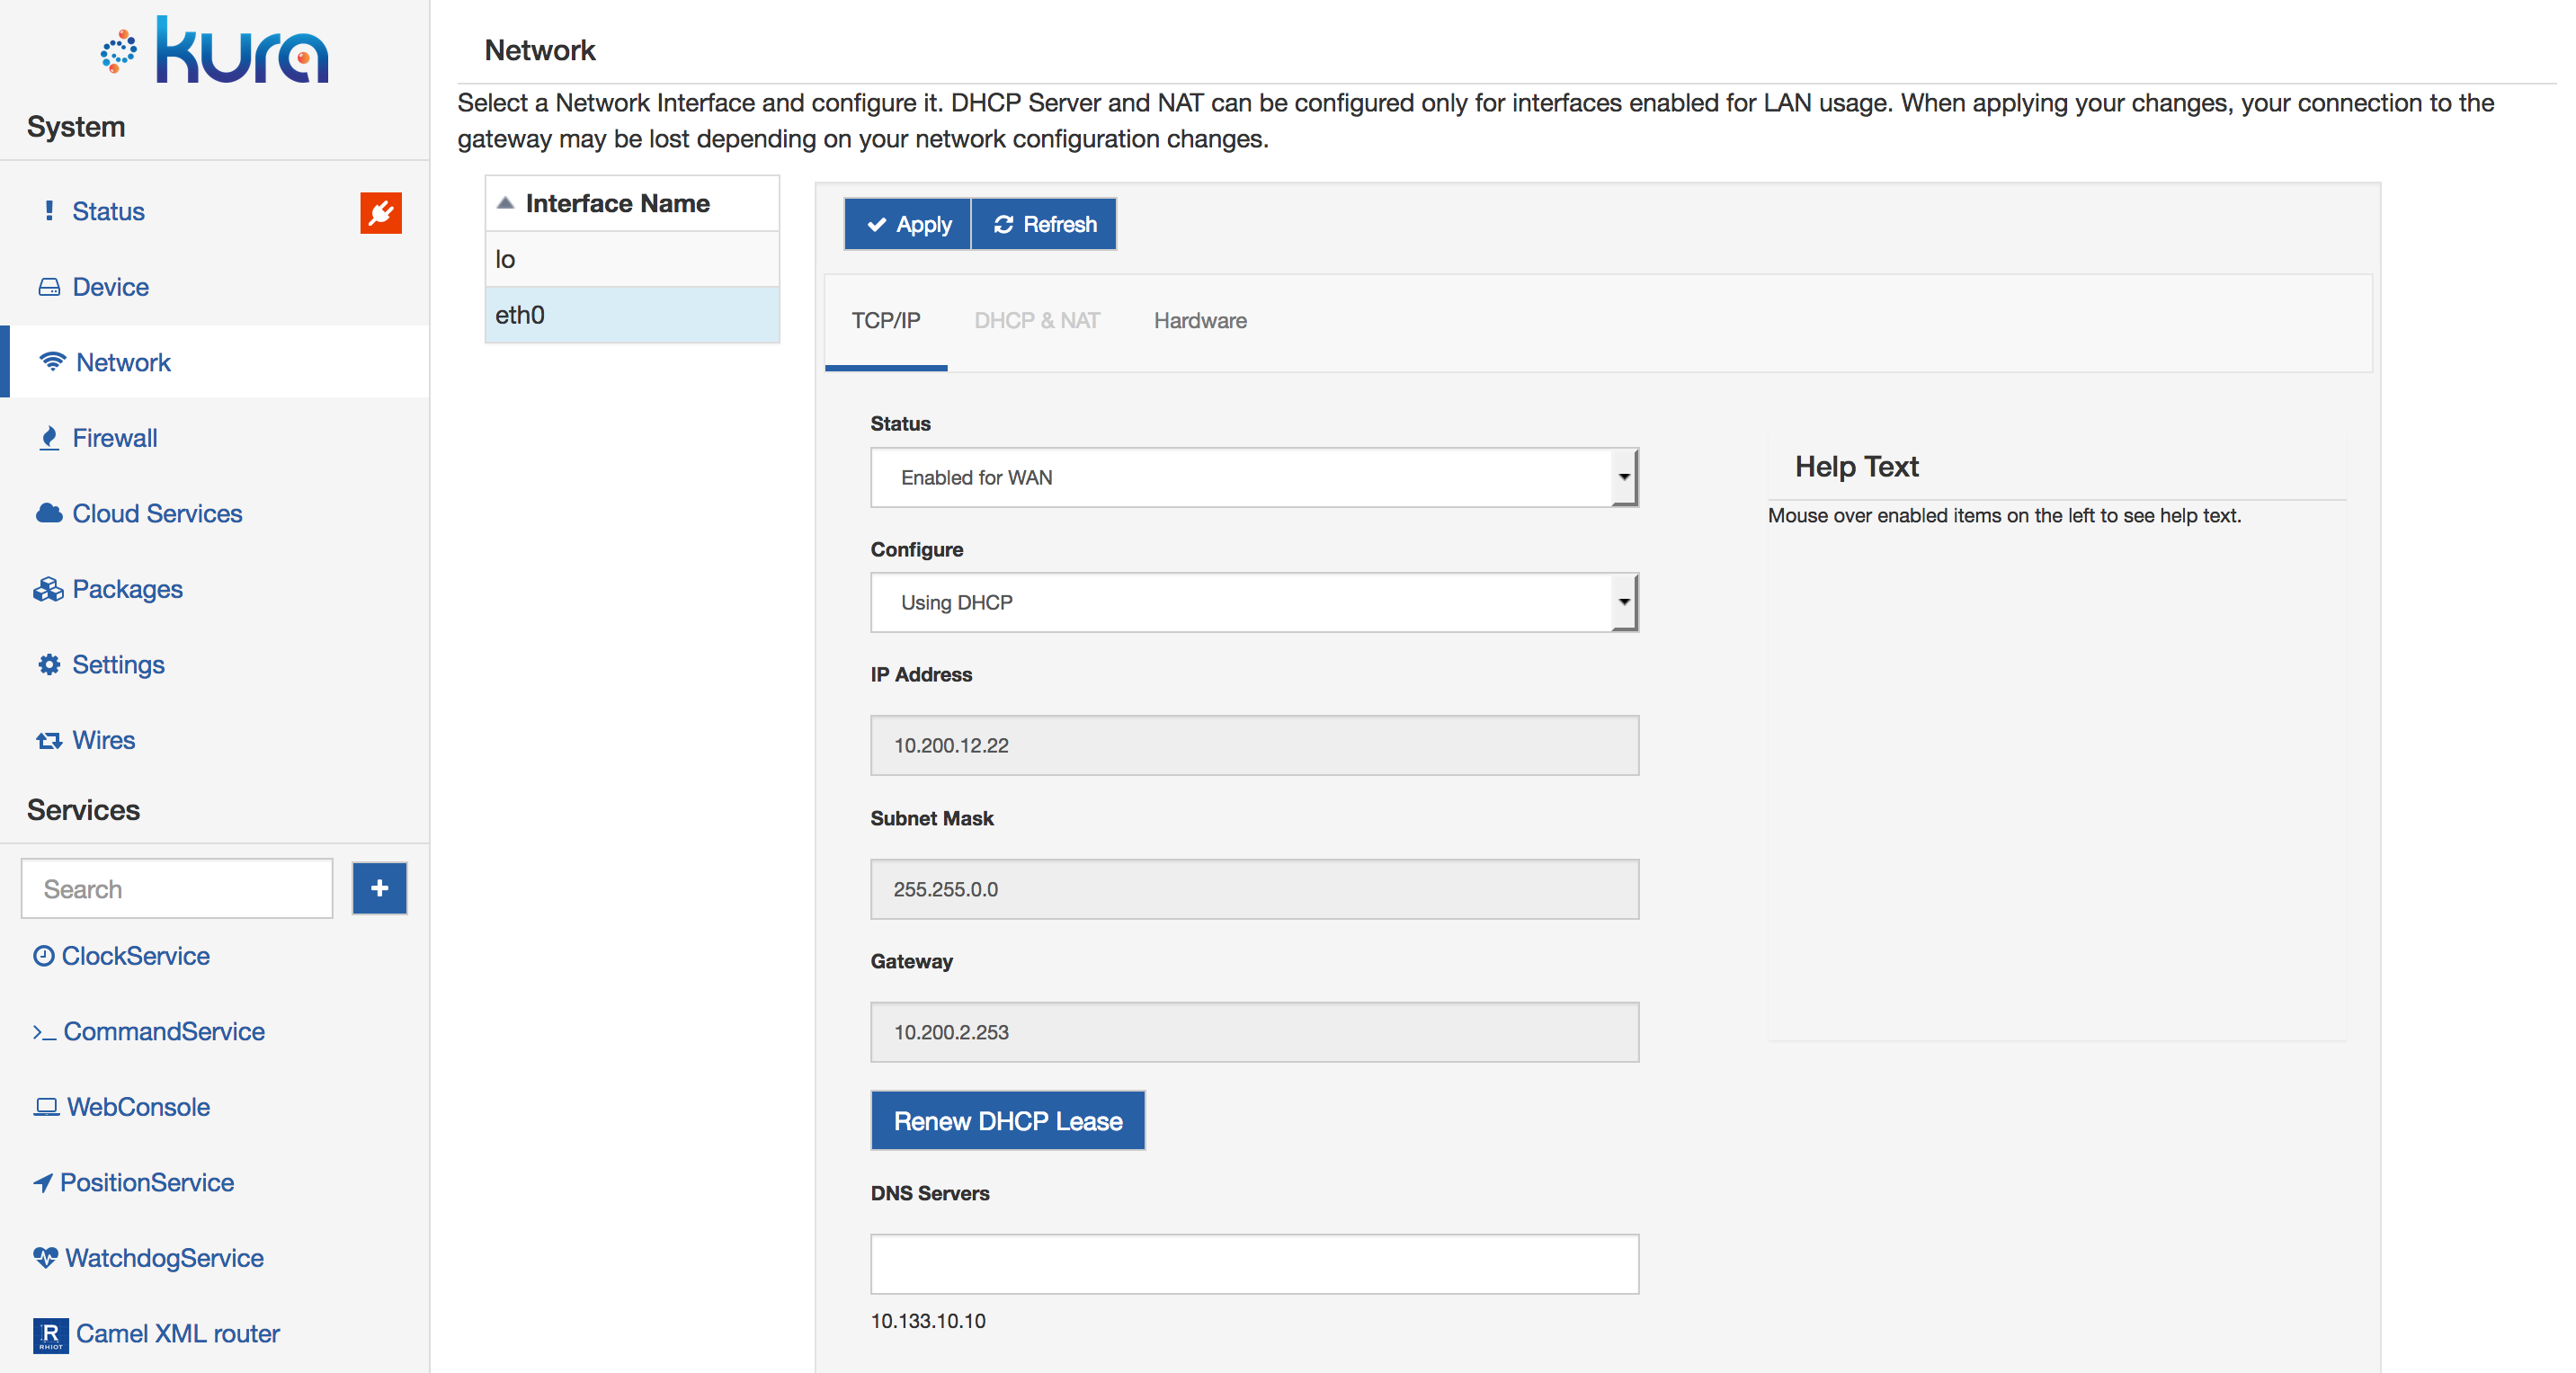 kura
System
Status
Device
Network
Firewall
Cloud Services
Packages
Settings
Wires
Services
Search
ClockService
CommandService
WebConsole
PositionService
WatchdogService
R
RHIOT
Camel XML router
Network
Select a Network Interface and configure it. DHCP Server and NAT can be configured only for interfaces enabled for LAN usage. When applying your changes, your connection to the
gateway may be lost depending on your network configuration changes.
Interface Name
lo
eth0
Apply
Refresh
TCP/IP
DHCP & NAT
Hardware
Status
Enabled for WAN
Configure
Using DHCP
IP Address
10.200.12.22
Subnet Mask
255.255.0.0
Gateway
10.200.2.253
Renew DHCP Lease
DNS Servers
10.133.10.10
Help Text
Mouse over enabled items on the left to see help text.